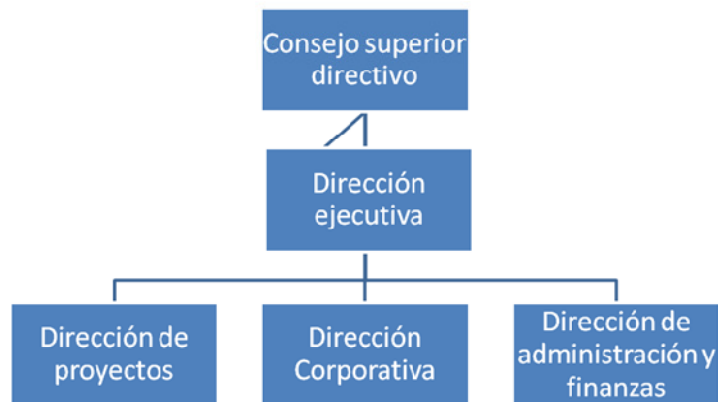 Consejo superior
directivo
Dirección
ejecutiva
Dirección de
proyectos
Dirección
Corporativa
Dirección de
administración y
finanzas